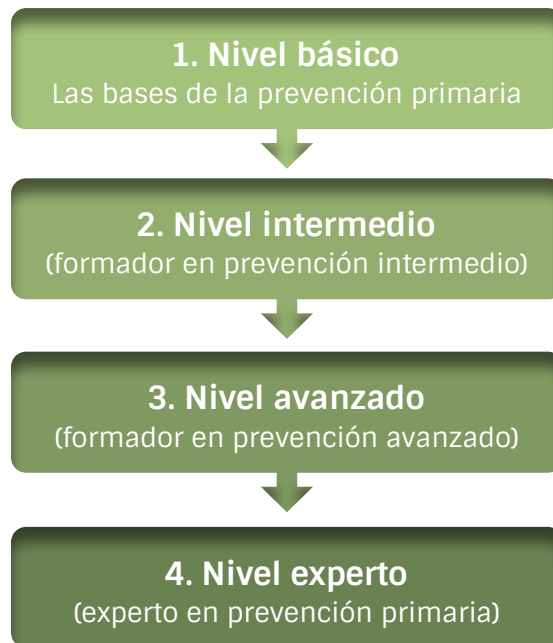 1. Nivel básico
Las bases de la prevención primaria
2. Nivel intermedio
(formador en prevención intermedio)
3. Nivel avanzado
(formador en prevención avanzado)
4. Nivel experto
(experto en prevención primaria)